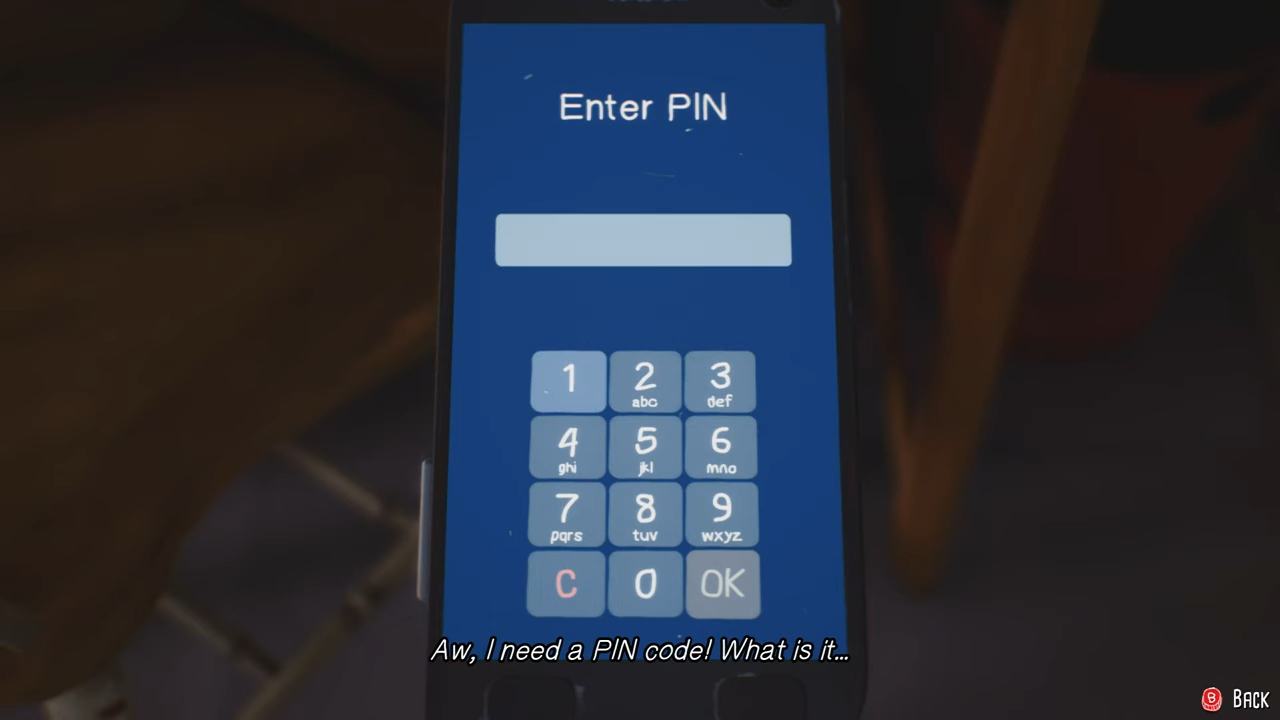 Enter PIN
1 2 3
abc def
4 5 6
ghi jkl mno
7 8 9
pqrs tuv wxyz
C 0 OK
Aw, I need a PIN code! What is it...
B BACK